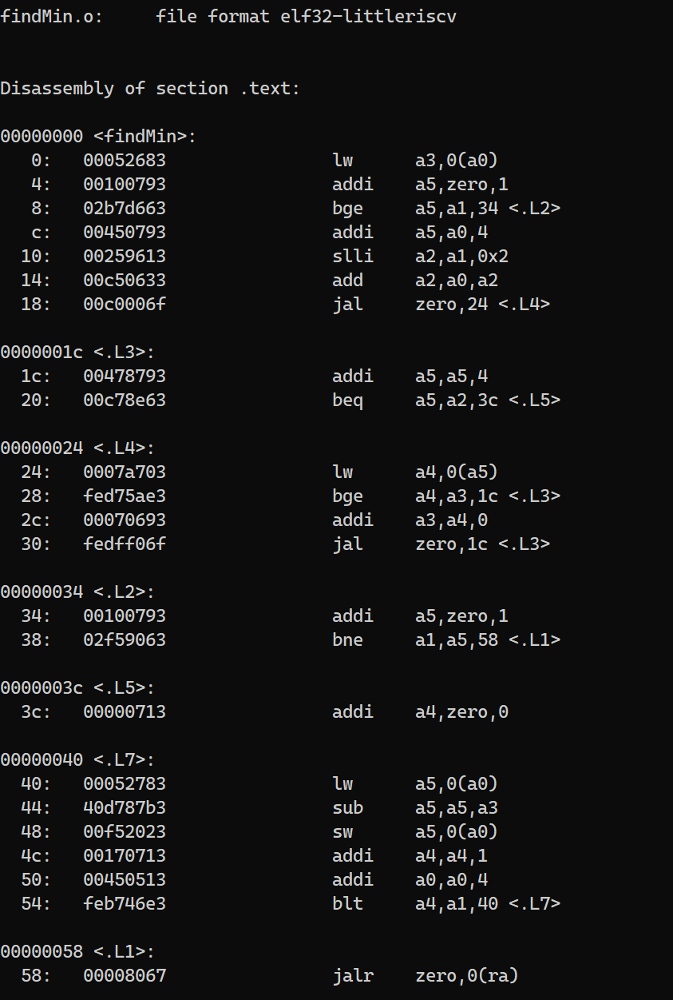 findMin.o:     file format elf32-littleriscv
Disassembly of section .text:
00000000 <findMin>:
   0:   00052683                lw      a3,0(a0)
   4:   00100793                addi    a5,zero,1
   8:   02b7d663                bge     a5,a1,34 <.L2>
   c:   00450793                addi    a5,a0,4
  10:   00259613                slli    a2,a1,0x2
  14:   00c50633                add     a2,a0,a2
  18:   00c0006f                jal     zero,24 <.L4>
0000001c <.L3>:
  1c:   00478793                addi    a5,a5,4
  20:   00c78e63                beq     a5,a2,3c <.L5>
00000024 <.L4>:
  24:   0007a703                lw      a4,0(a5)
  28:   fed75ae3                bge     a4,a3,1c <.L3>
  2c:   00070693                addi    a3,a4,0
  30:   fedff06f                jal     zero,1c <.L3>
00000034 <.L2>:
  34:   00100793                addi    a5,zero,1
  38:   02f59063                bne     a1,a5,58 <.L1>
0000003c <.L5>:
  3c:   00000713                addi    a4,zero,0
00000040 <.L7>:
  40:   00052783                lw      a5,0(a0)
  44:   40d787b3                sub     a5,a5,a3
  48:   00f52023                sw      a5,0(a0)
  4c:   00170713                addi    a4,a4,1
  50:   00450513                addi    a0,a0,4
  54:   feb746e3                blt     a4,a1,40 <.L7>
00000058 <.L1>:
  58:   00008067                jalr    zero,0(ra)